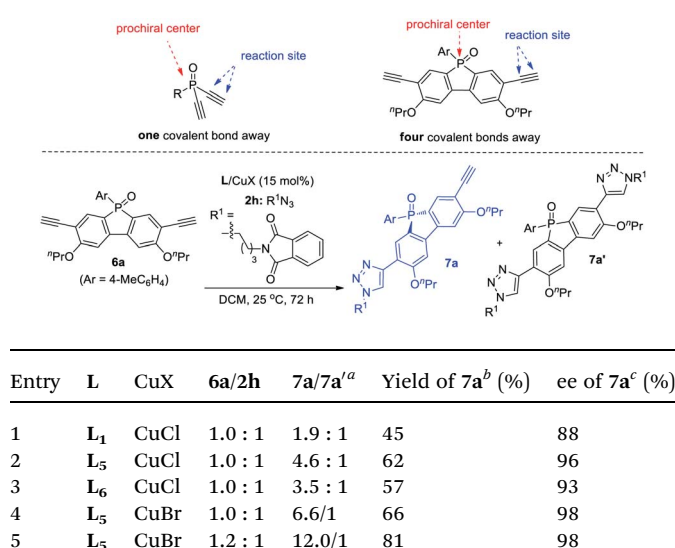 prochiral center
reaction site
R P O
one covalent bond away
prochiral center
reaction site
Ar P O
OnPr OnPr
four covalent bonds away
Ar P O
nPrO OnPr
6a
(Ar = 4-MeC6H4)
L/CuX (15 mol%)
2h: R1N3
R1 =
3 N O O
DCM, 25 oC, 72 h
Ar P O
OnPr
7a
N N N
R1
OnPr
+
N N NR1
Ar P O
OnPr
7a'
N N N
R1
OnPr
Entry L CuX 6a/2h 7a/7a′a Yield of 7ab (%) ee of 7ac (%)
1 L1 CuCl 1.0 : 1 1.9 : 1 45 88
2 L5 CuCl 1.0 : 1 4.6 : 1 62 96
3 L6 CuCl 1.0 : 1 3.5 : 1 57 93
4 L5 CuBr 1.0 : 1 6.6/1 66 98
5 L5 CuBr 1.2 : 1 12.0/1 81 98